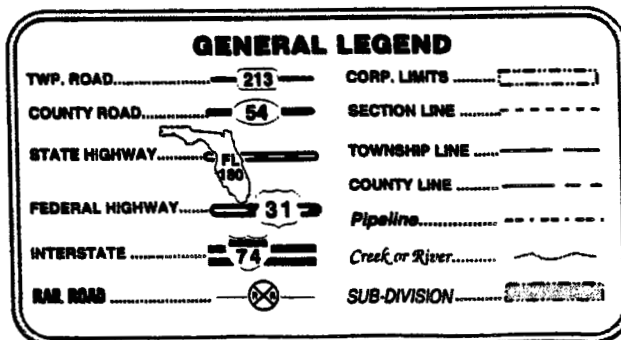 GENERAL LEGEND
TWP. ROAD 213
COUNTY ROAD 54
STATE HIGHWAY FL 180
FEDERAL HIGHWAY 31
INTERSTATE 74
RAIL ROAD R R
CORP. LIMITS
SECTION LINE
TOWNSHIP LINE
COUNTY LINE
Pipeline
Creek or River
SUB-DIVISION